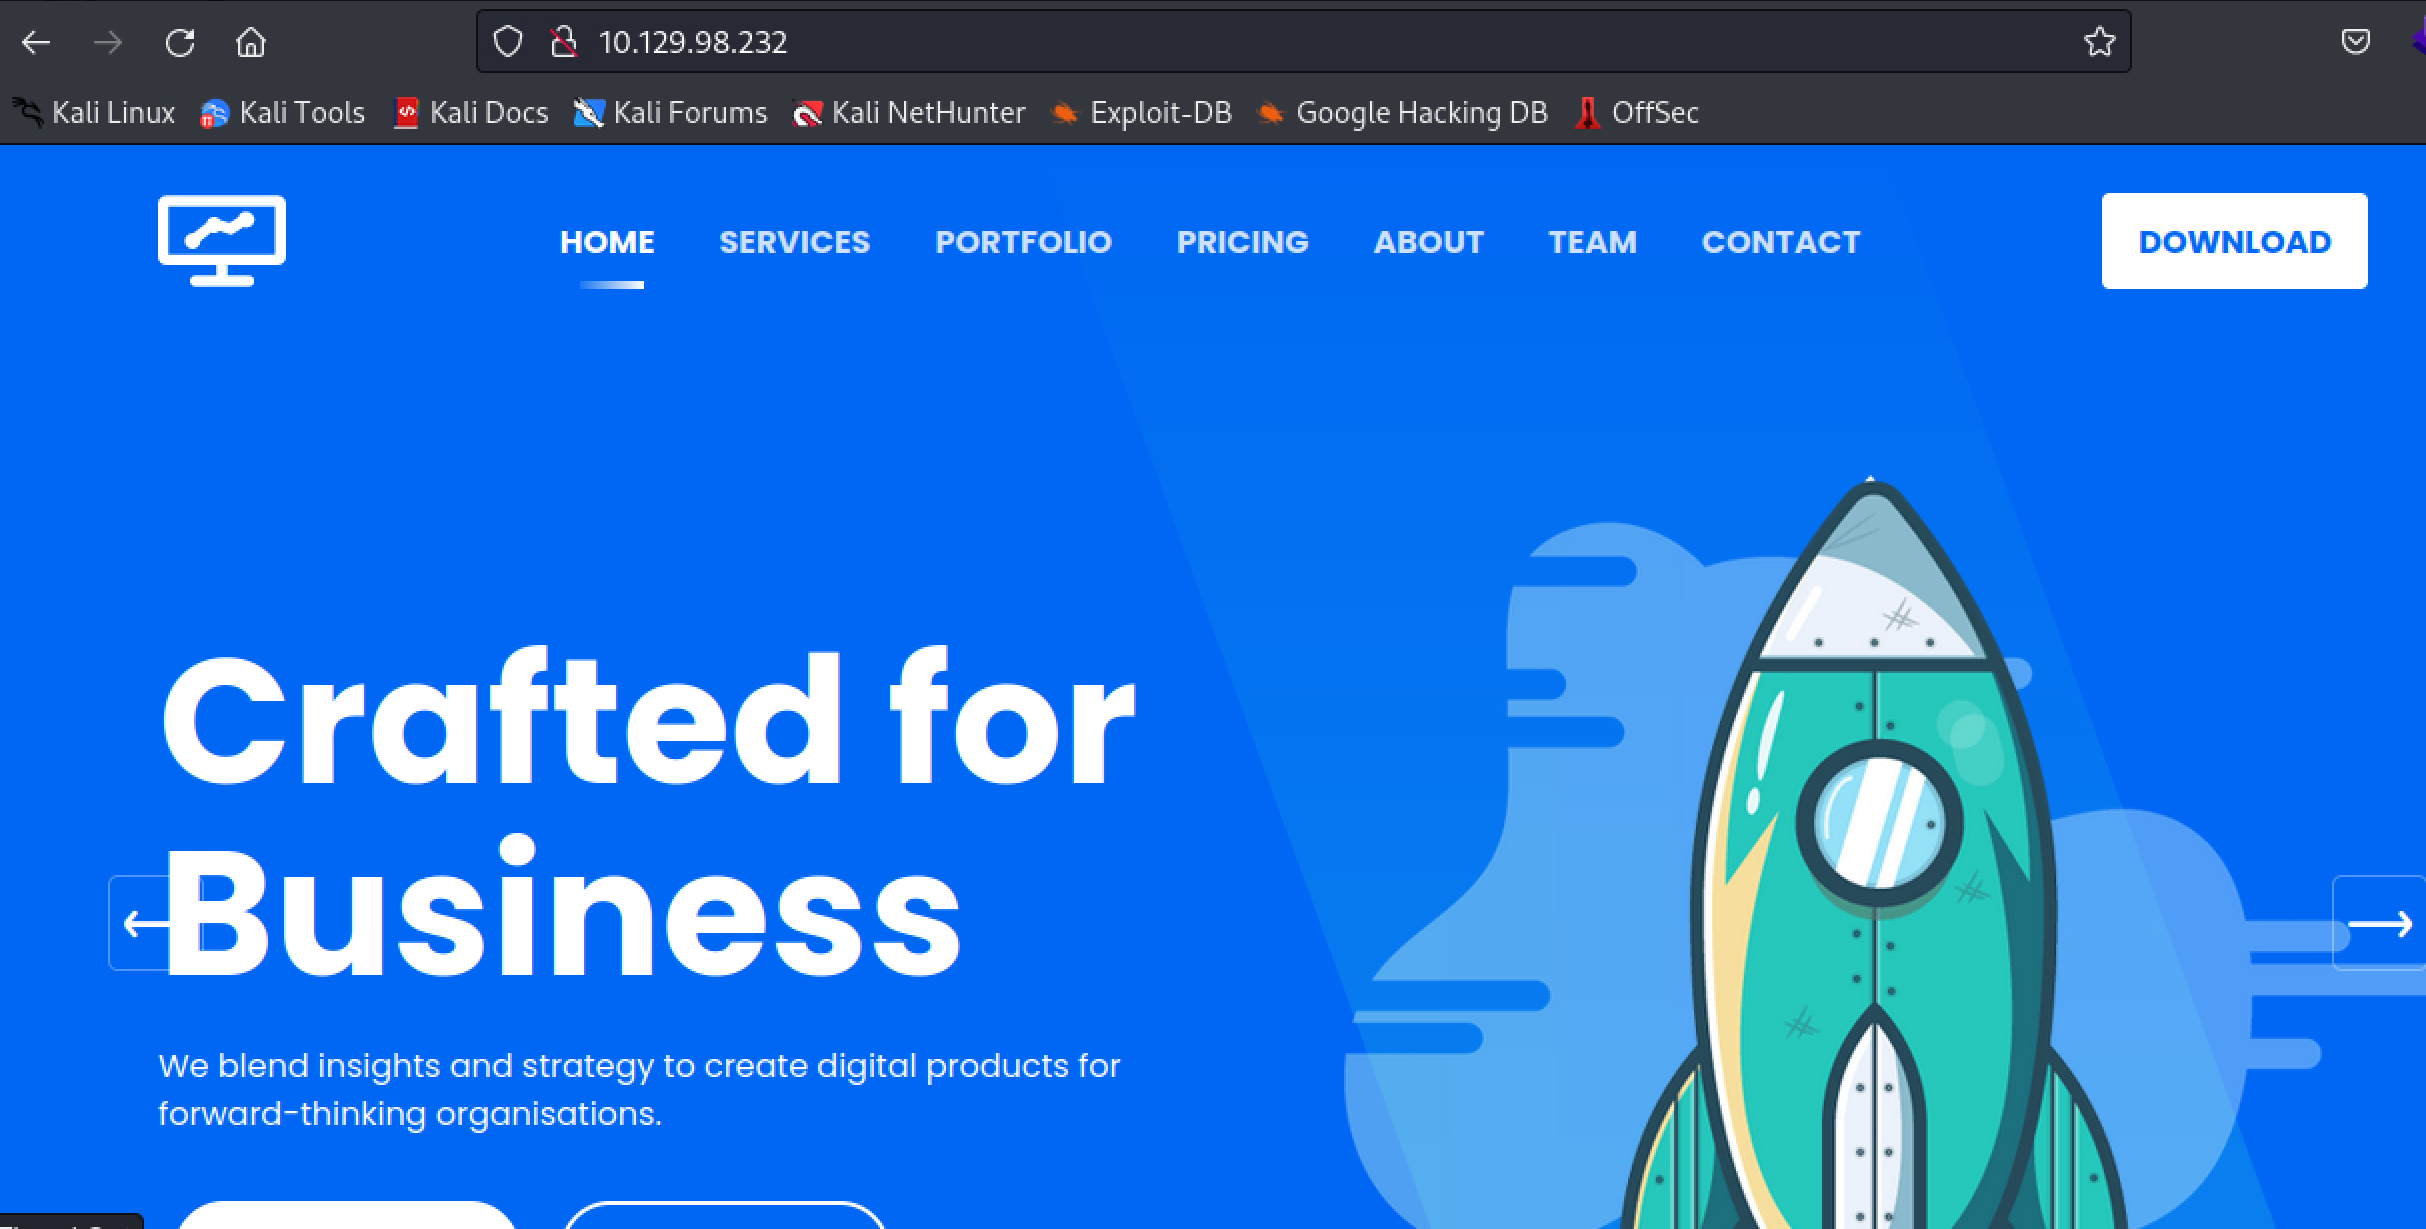 10.129.98.232
Kali Linux Kali Tools Kali Docs Kali Forums Kali NetHunter Exploit-DB Google Hacking DB OffSec
HOME SERVICES PORTFOLIO PRICING ABOUT TEAM CONTACT DOWNLOAD
Crafted for
Business
We blend insights and strategy to create digital products for
forward-thinking organisations.